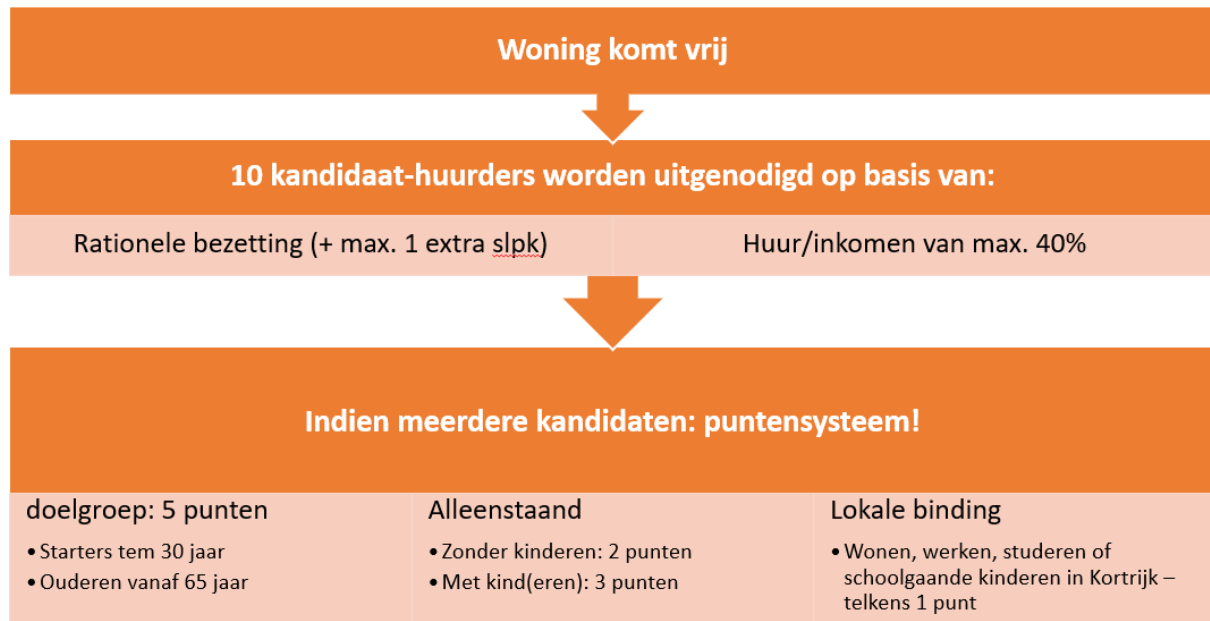 Woning komt vrij
10 kandidaat-huurders worden uitgenodigd op basis van:
Rationele bezetting (+ max. 1 extra slpk)
Huur/inkomen van max. 40%
Indien meerdere kandidaten: puntensysteem!
doelgroep: 5 punten
• Starters tem 30 jaar
• Ouderen vanaf 65 jaar
Alleenstaand
• Zonder kinderen: 2 punten
• Met kind(eren): 3 punten
Lokale binding
• Wonen, werken, studeren of
schoolgaande kinderen in Kortrijk –
telkens 1 punt